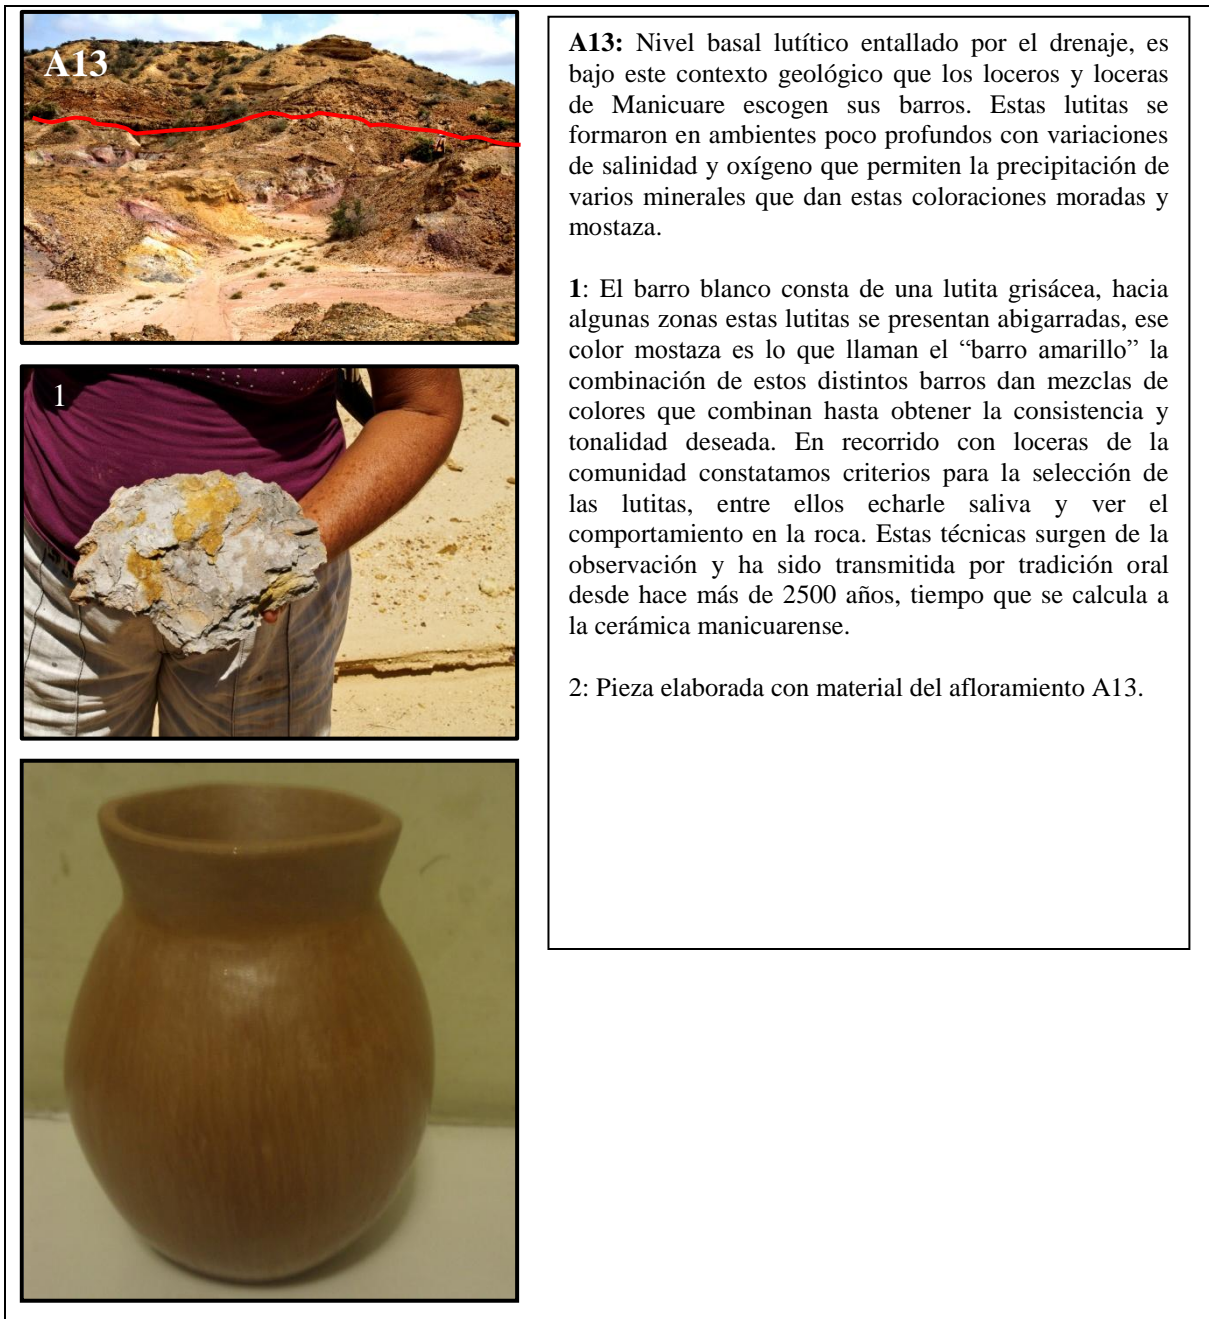 A13
A13: Nivel basal lutítico entallado por el drenaje, es
bajo este contexto geológico que los loceros y loceras
de Manicuare escogen sus barros. Estas lutitas se
formaron en ambientes poco profundos con variaciones
de salinidad y oxígeno que permiten la precipitación de
varios minerales que dan estas coloraciones moradas y
mostaza.
1
1: El barro blanco consta de una lutita grisácea, hacia
algunas zonas estas lutitas se presentan abigarradas, ese
color mostaza es lo que llaman el “barro amarillo” la
combinación de estos distintos barros dan mezclas de
colores que combinan hasta obtener la consistencia y
tonalidad deseada. En recorrido con loceras de la
comunidad constatamos criterios para la selección de
las lutitas, entre ellos echarle saliva y ver el
comportamiento en la roca. Estas técnicas surgen de la
observación y ha sido transmitida por tradición oral
desde hace más de 2500 años, tiempo que se calcula a
la cerámica manicuarense.
2: Pieza elaborada con material del afloramiento A13.